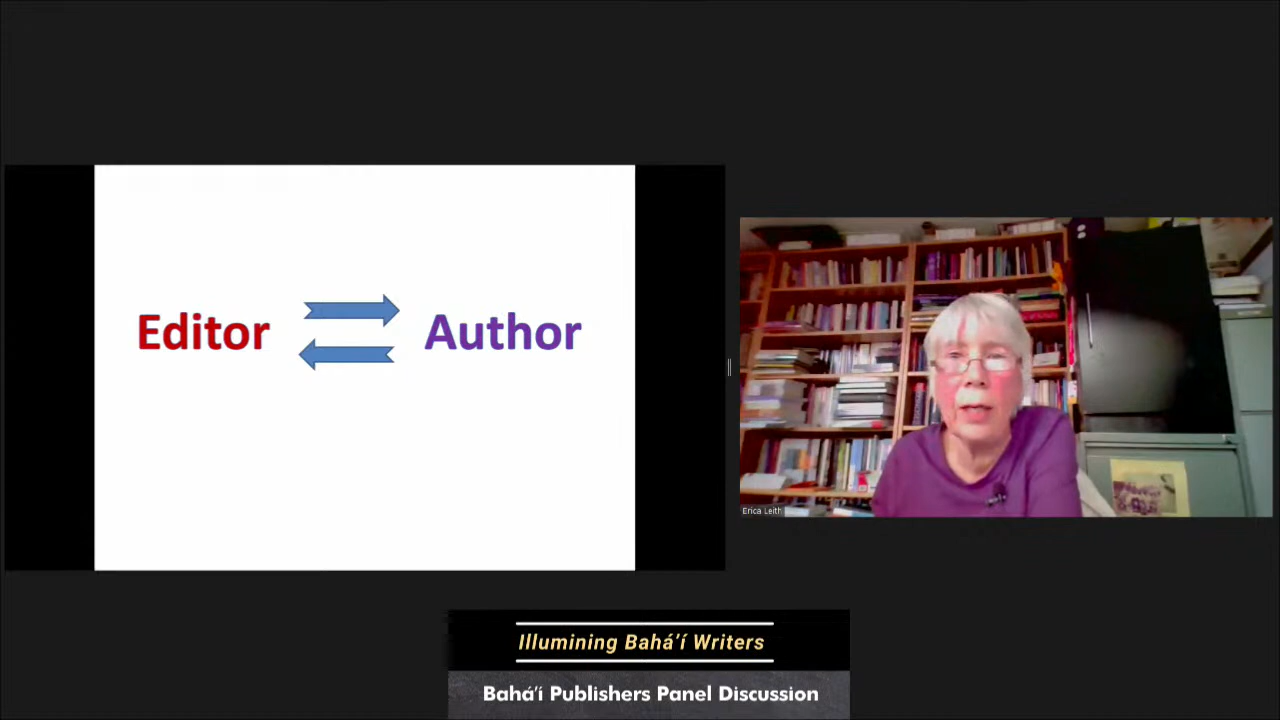 Editor Author
Erica Leith
Illumining Bahá'í Writers
Bahá'í Publishers Panel Discussion